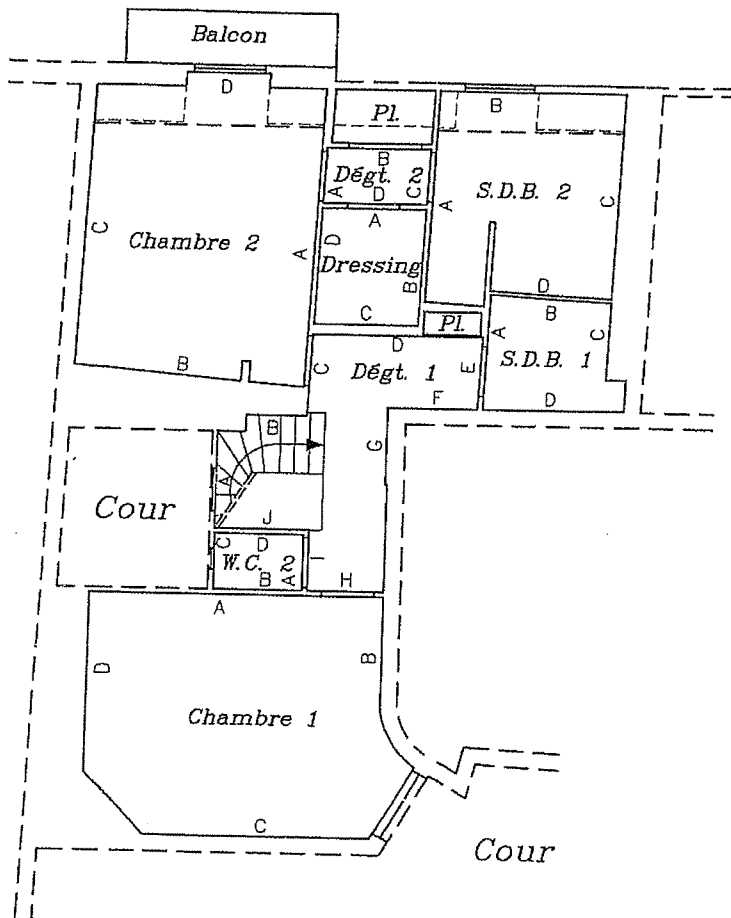 Balcon
D
Pl.
B
B
Dégt. 2
A
D
C
S.D.B. 2
A
C
D
C
Chambre 2
A
B
A
D
Dressing
B
C
Pl.
D
C
Dégt. 1
E
F
G
H
I
J
B
A
C
S.D.B. 1
D
B
A
Cour
C
D
W.C. 2
B
A
A
D
B
Chambre 1
C
Cour